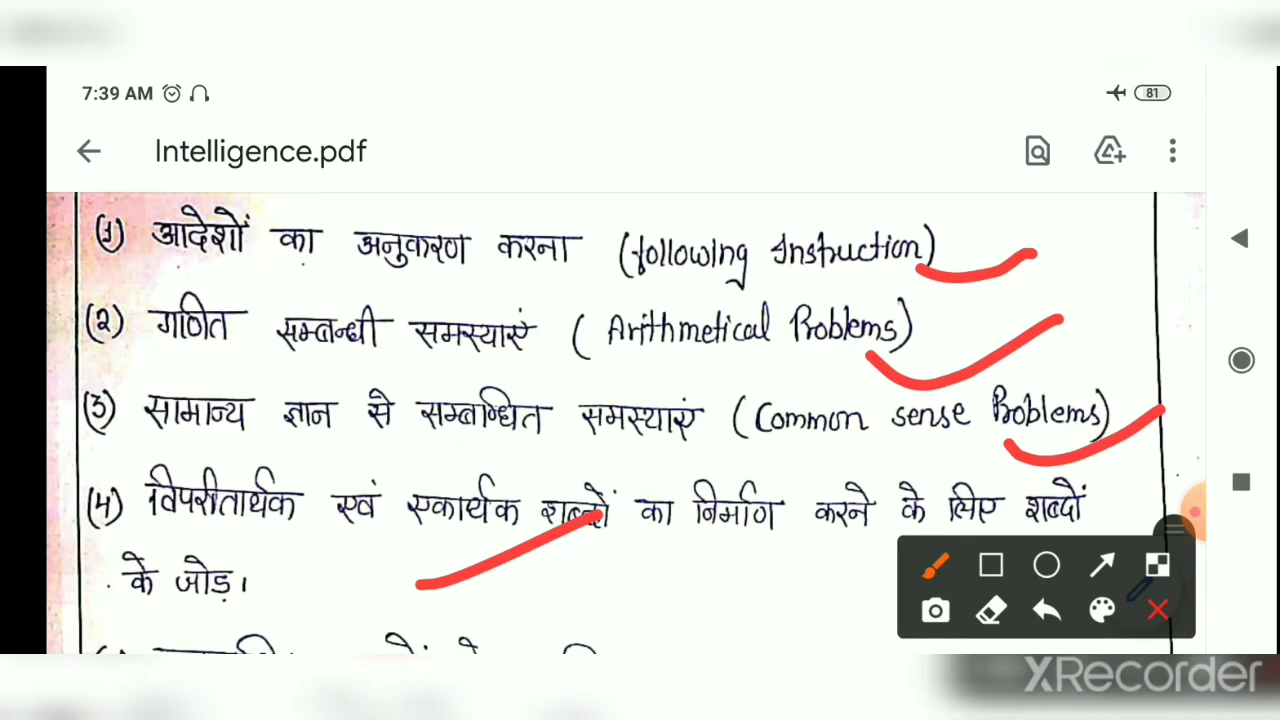 7:39 AM
81
Intelligence.pdf
(1) आदेशों का अनुकरण करना (following Instruction)
(2) गणित सम्बन्धी समस्याएं ( Arithmetical Problems)
(3) सामान्य ज्ञान से सम्बन्धित समस्याएं (Common sense Problems)
(4) विपरीतार्थक एवं एकार्थक शब्दों का निर्माण करने के लिए शब्दों
के जोड़।
XRecorder